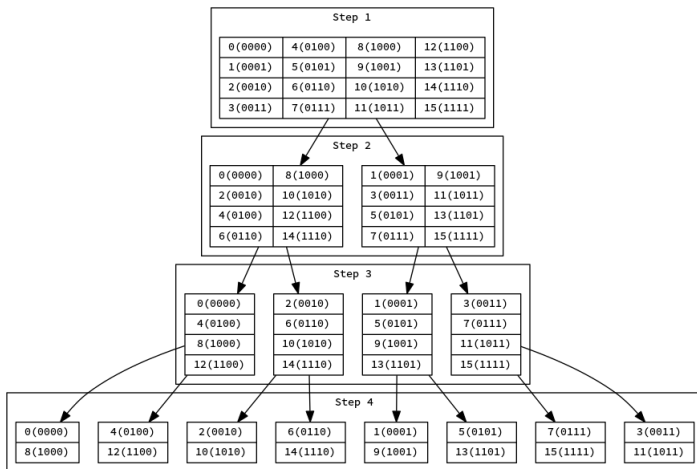 Step 1
0(0000) 4(0100) 8(1000) 12(1100)
1(0001) 5(0101) 9(1001) 13(1101)
2(0010) 6(0110) 10(1010) 14(1110)
3(0011) 7(0111) 11(1011) 15(1111)
Step 2
0(0000) 8(1000) 1(0001) 9(1001)
2(0010) 10(1010) 3(0011) 11(1011)
4(0100) 12(1100) 5(0101) 13(1101)
6(0110) 14(1110) 7(0111) 15(1111)
Step 3
0(0000) 2(0010) 1(0001) 3(0011)
4(0100) 6(0110) 5(0101) 7(0111)
8(1000) 10(1010) 9(1001) 11(1011)
12(1100) 14(1110) 13(1101) 15(1111)
Step 4
0(0000) 4(0100) 2(0010) 6(0110) 1(0001) 5(0101) 7(0111) 3(0011)
8(1000) 12(1100) 10(1010) 14(1110) 9(1001) 13(1101) 15(1111) 11(1011)